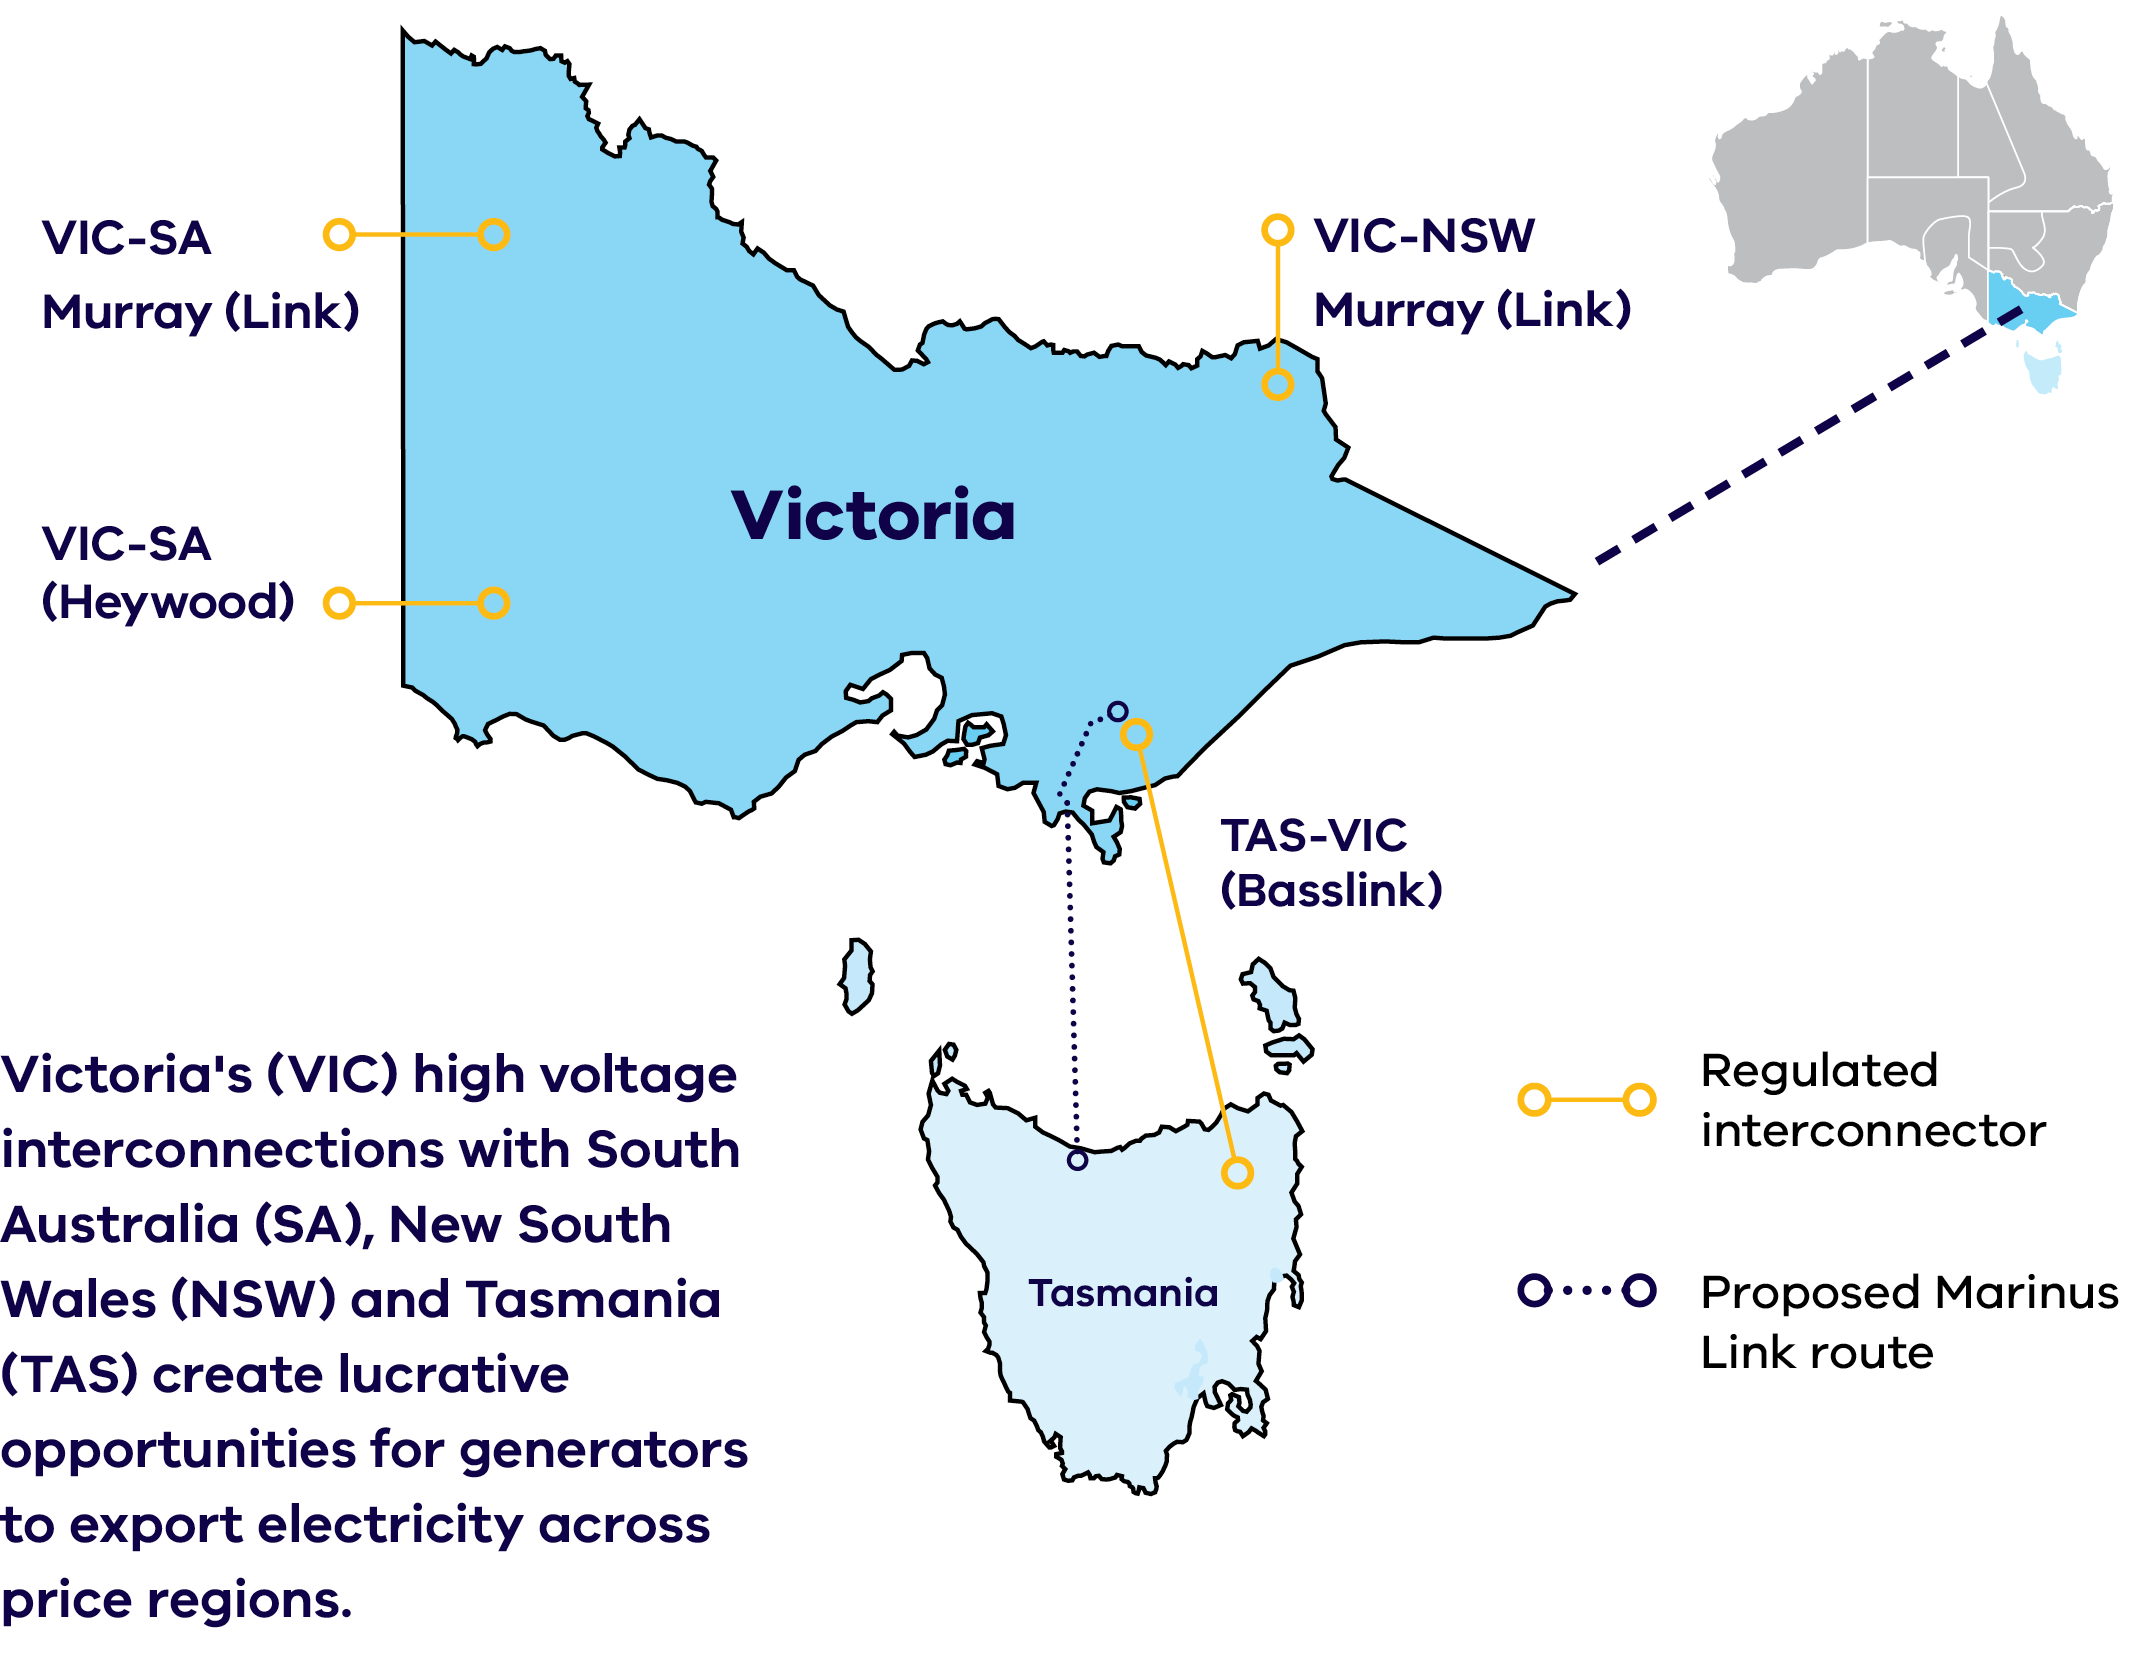 VIC-SA
Murray (Link)
VIC-NSW
Murray (Link)
Victoria
VIC-SA
(Heywood)
TAS-VIC
(Basslink)
Victoria's (VIC) high voltage
interconnections with South
Australia (SA), New South
Wales (NSW) and Tasmania
(TAS) create lucrative
opportunities for generators
to export electricity across
price regions.
Tasmania
Regulated
interconnector
Proposed Marinus
Link route